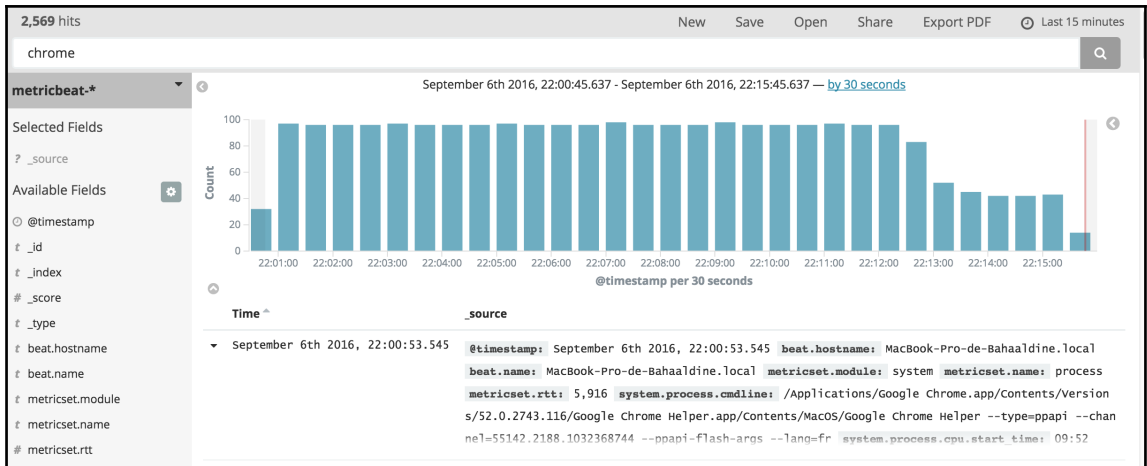 2,569 hits
New Save Open Share Export PDF Last 15 minutes
chrome
metricbeat-*
Selected Fields
? _source
Available Fields
@timestamp
t _id
t _index
# _score
t _type
t beat.hostname
t beat.name
t metricset.module
t metricset.name
# metricset.rtt
September 6th 2016, 22:00:45.637 - September 6th 2016, 22:15:45.637 — by 30 seconds
Count
100
80
60
40
20
0
22:01:00 22:02:00 22:03:00 22:04:00 22:05:00 22:06:00 22:07:00 22:08:00 22:09:00 22:10:00 22:11:00 22:12:00 22:13:00 22:14:00 22:15:00
@timestamp per 30 seconds
Time _source
September 6th 2016, 22:00:53.545 @timestamp: September 6th 2016, 22:00:53.545 beat.hostname: MacBook-Pro-de-Bahaaldine.local
beat.name: MacBook-Pro-de-Bahaaldine.local metricset.module: system metricset.name: process
metricset.rtt: 5,916 system.process.cmdline: /Applications/Google Chrome.app/Contents/Version
s/52.0.2743.116/Google Chrome Helper.app/Contents/MacOS/Google Chrome Helper --type=ppapi --chan
nel=55142.2188.1032368744 --ppapi-flash-args --lang=fr system.process.cpu.start_time: 09:52